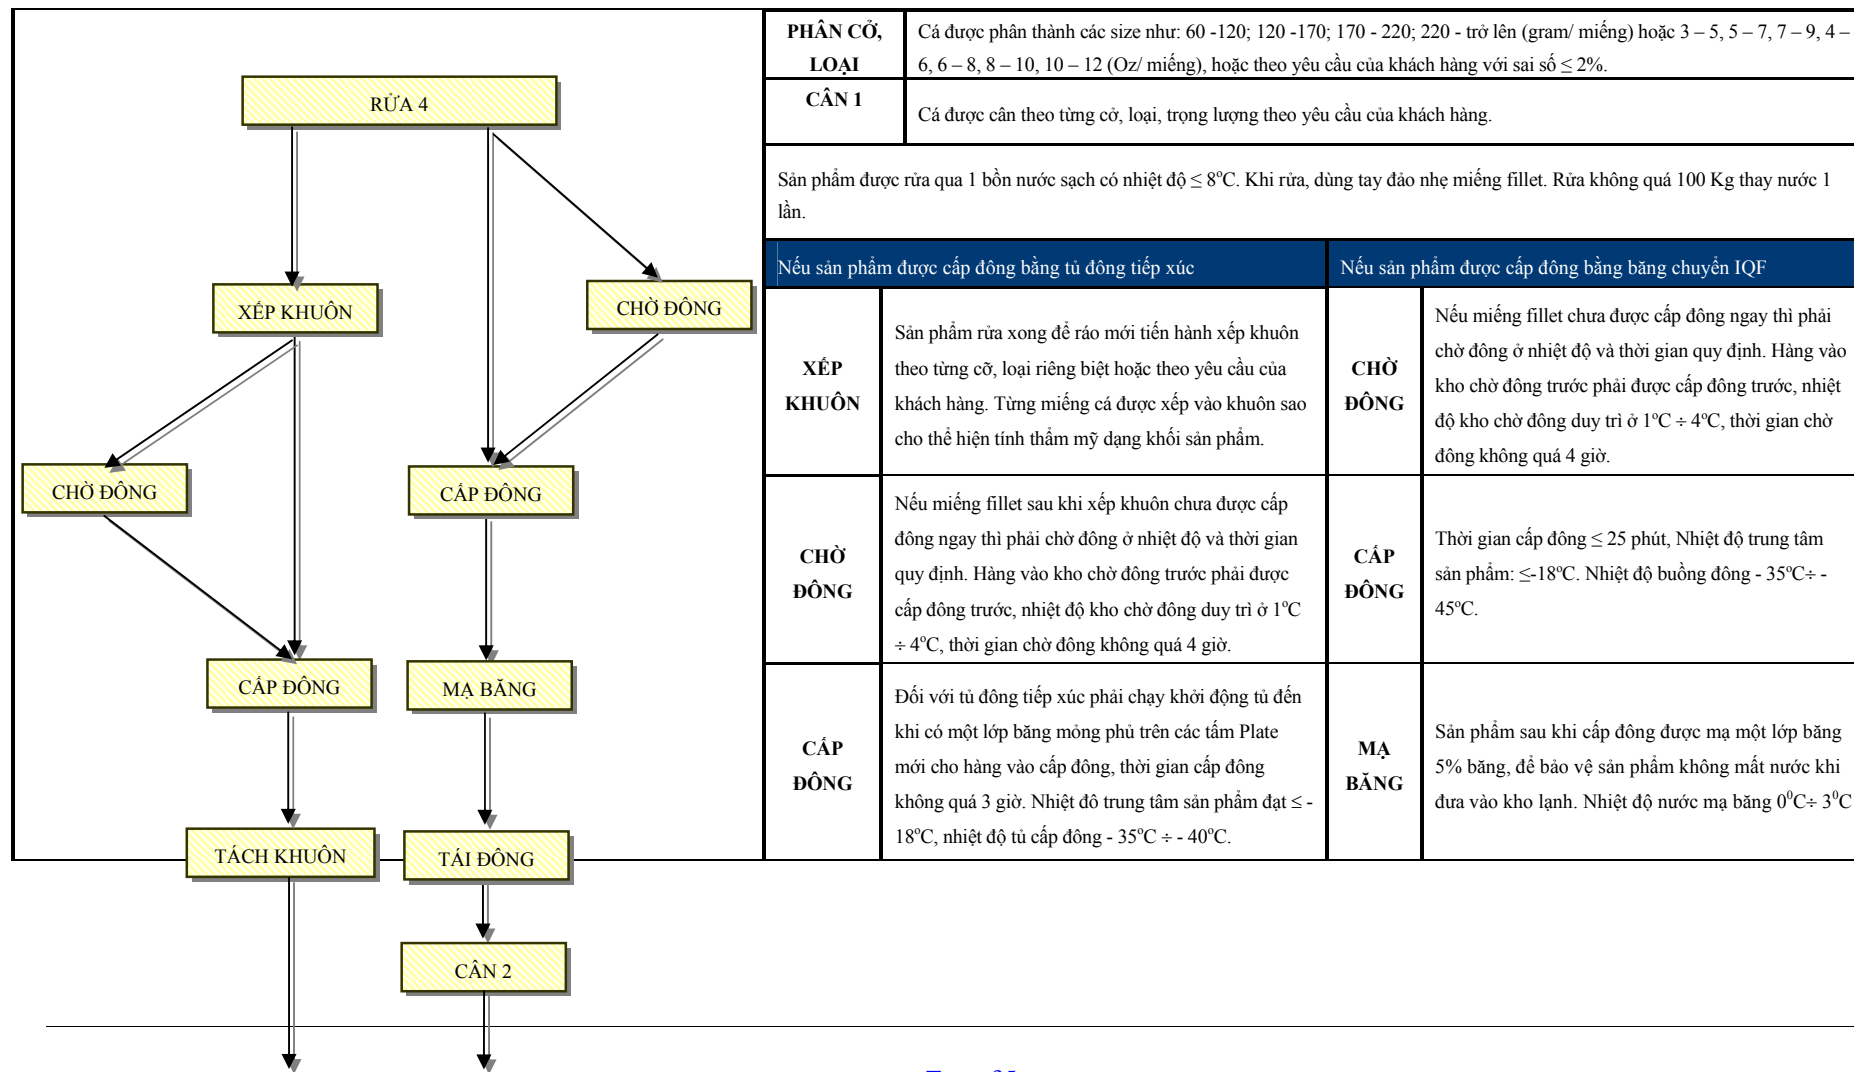 RỬA 4
XẾP KHUÔN
CHỜ ĐÔNG
CHỜ ĐÔNG
CẤP ĐÔNG
CẤP ĐÔNG
MẠ BĂNG
TÁCH KHUÔN
TÁI ĐÔNG
CÂN 2
PHÂN CỞ,
LOẠI
Cá được phân thành các size như: 60 -120; 120 -170; 170 - 220; 220 - trở lên (gram/ miếng) hoặc 3 – 5, 5 – 7, 7 – 9, 4 –
6, 6 – 8, 8 – 10, 10 – 12 (Oz/ miếng), hoặc theo yêu cầu của khách hàng với sai số ≤ 2%.
CÂN 1
Cá được cân theo từng cở, loại, trọng lượng theo yêu cầu của khách hàng.
Sản phẩm được rửa qua 1 bồn nước sạch có nhiệt độ ≤ 8°C. Khi rửa, dùng tay đảo nhẹ miếng fillet. Rửa không quá 100 Kg thay nước 1
lần.
Nếu sản phẩm được cấp đông bằng tủ đông tiếp xúc
Nếu sản phẩm được cấp đông bằng băng chuyền IQF
XẾP
KHUÔN
Sản phẩm rửa xong để ráo mới tiến hành xếp khuôn
theo từng cỡ, loại riêng biệt hoặc theo yêu cầu của
khách hàng. Từng miếng cá được xếp vào khuôn sao
cho thể hiện tính thẩm mỹ dạng khối sản phẩm.
CHỜ
ĐÔNG
Nếu miếng fillet chưa được cấp đông ngay thì phải
chờ đông ở nhiệt độ và thời gian quy định. Hàng vào
kho chờ đông trước phải được cấp đông trước, nhiệt
độ kho chờ đông duy trì ở 1°C ÷ 4°C, thời gian chờ
đông không quá 4 giờ.
CHỜ
ĐÔNG
Nếu miếng fillet sau khi xếp khuôn chưa được cấp
đông ngay thì phải chờ đông ở nhiệt độ và thời gian
quy định. Hàng vào kho chờ đông trước phải được
cấp đông trước, nhiệt độ kho chờ đông duy trì ở 1°C
÷ 4°C, thời gian chờ đông không quá 4 giờ.
CẤP
ĐÔNG
Thời gian cấp đông ≤ 25 phút, Nhiệt độ trung tâm
sản phẩm: ≤-18°C. Nhiệt độ buồng đông - 35°C÷ -
45°C.
CẤP
ĐÔNG
Đối với tủ đông tiếp xúc phải chạy khởi động tủ đến
khi có một lớp băng mỏng phủ trên các tấm Plate
mới cho hàng vào cấp đông, thời gian cấp đông
không quá 3 giờ. Nhiệt đô trung tâm sản phẩm đạt ≤ -
18°C, nhiệt độ tủ cấp đông - 35°C ÷ - 40°C.
MẠ
BĂNG
Sản phẩm sau khi cấp đông được mạ một lớp băng
5% băng, để bảo vệ sản phẩm không mất nước khi
đưa vào kho lạnh. Nhiệt độ nước mạ băng 0⁰C÷ 3⁰C